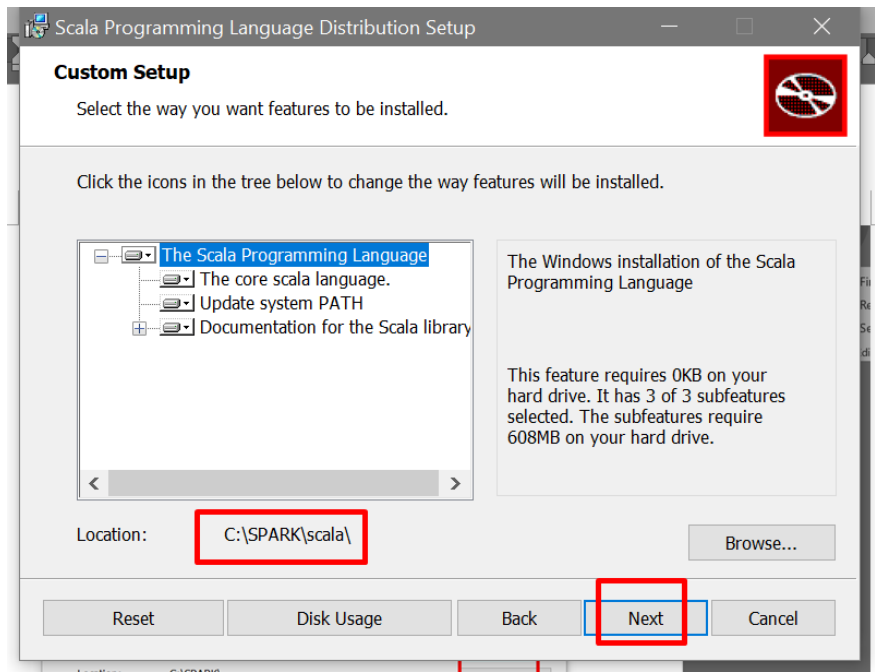 Scala Programming Language Distribution Setup
Custom Setup
Select the way you want features to be installed.
Click the icons in the tree below to change the way features will be installed.
The Scala Programming Language
The core scala language.
Update system PATH
Documentation for the Scala library
The Windows installation of the Scala
Programming Language
This feature requires 0KB on your
hard drive. It has 3 of 3 subfeatures
selected. The subfeatures require
608MB on your hard drive.
Location:
C:\SPARK\scala\
Browse...
Reset
Disk Usage
Back
Next
Cancel